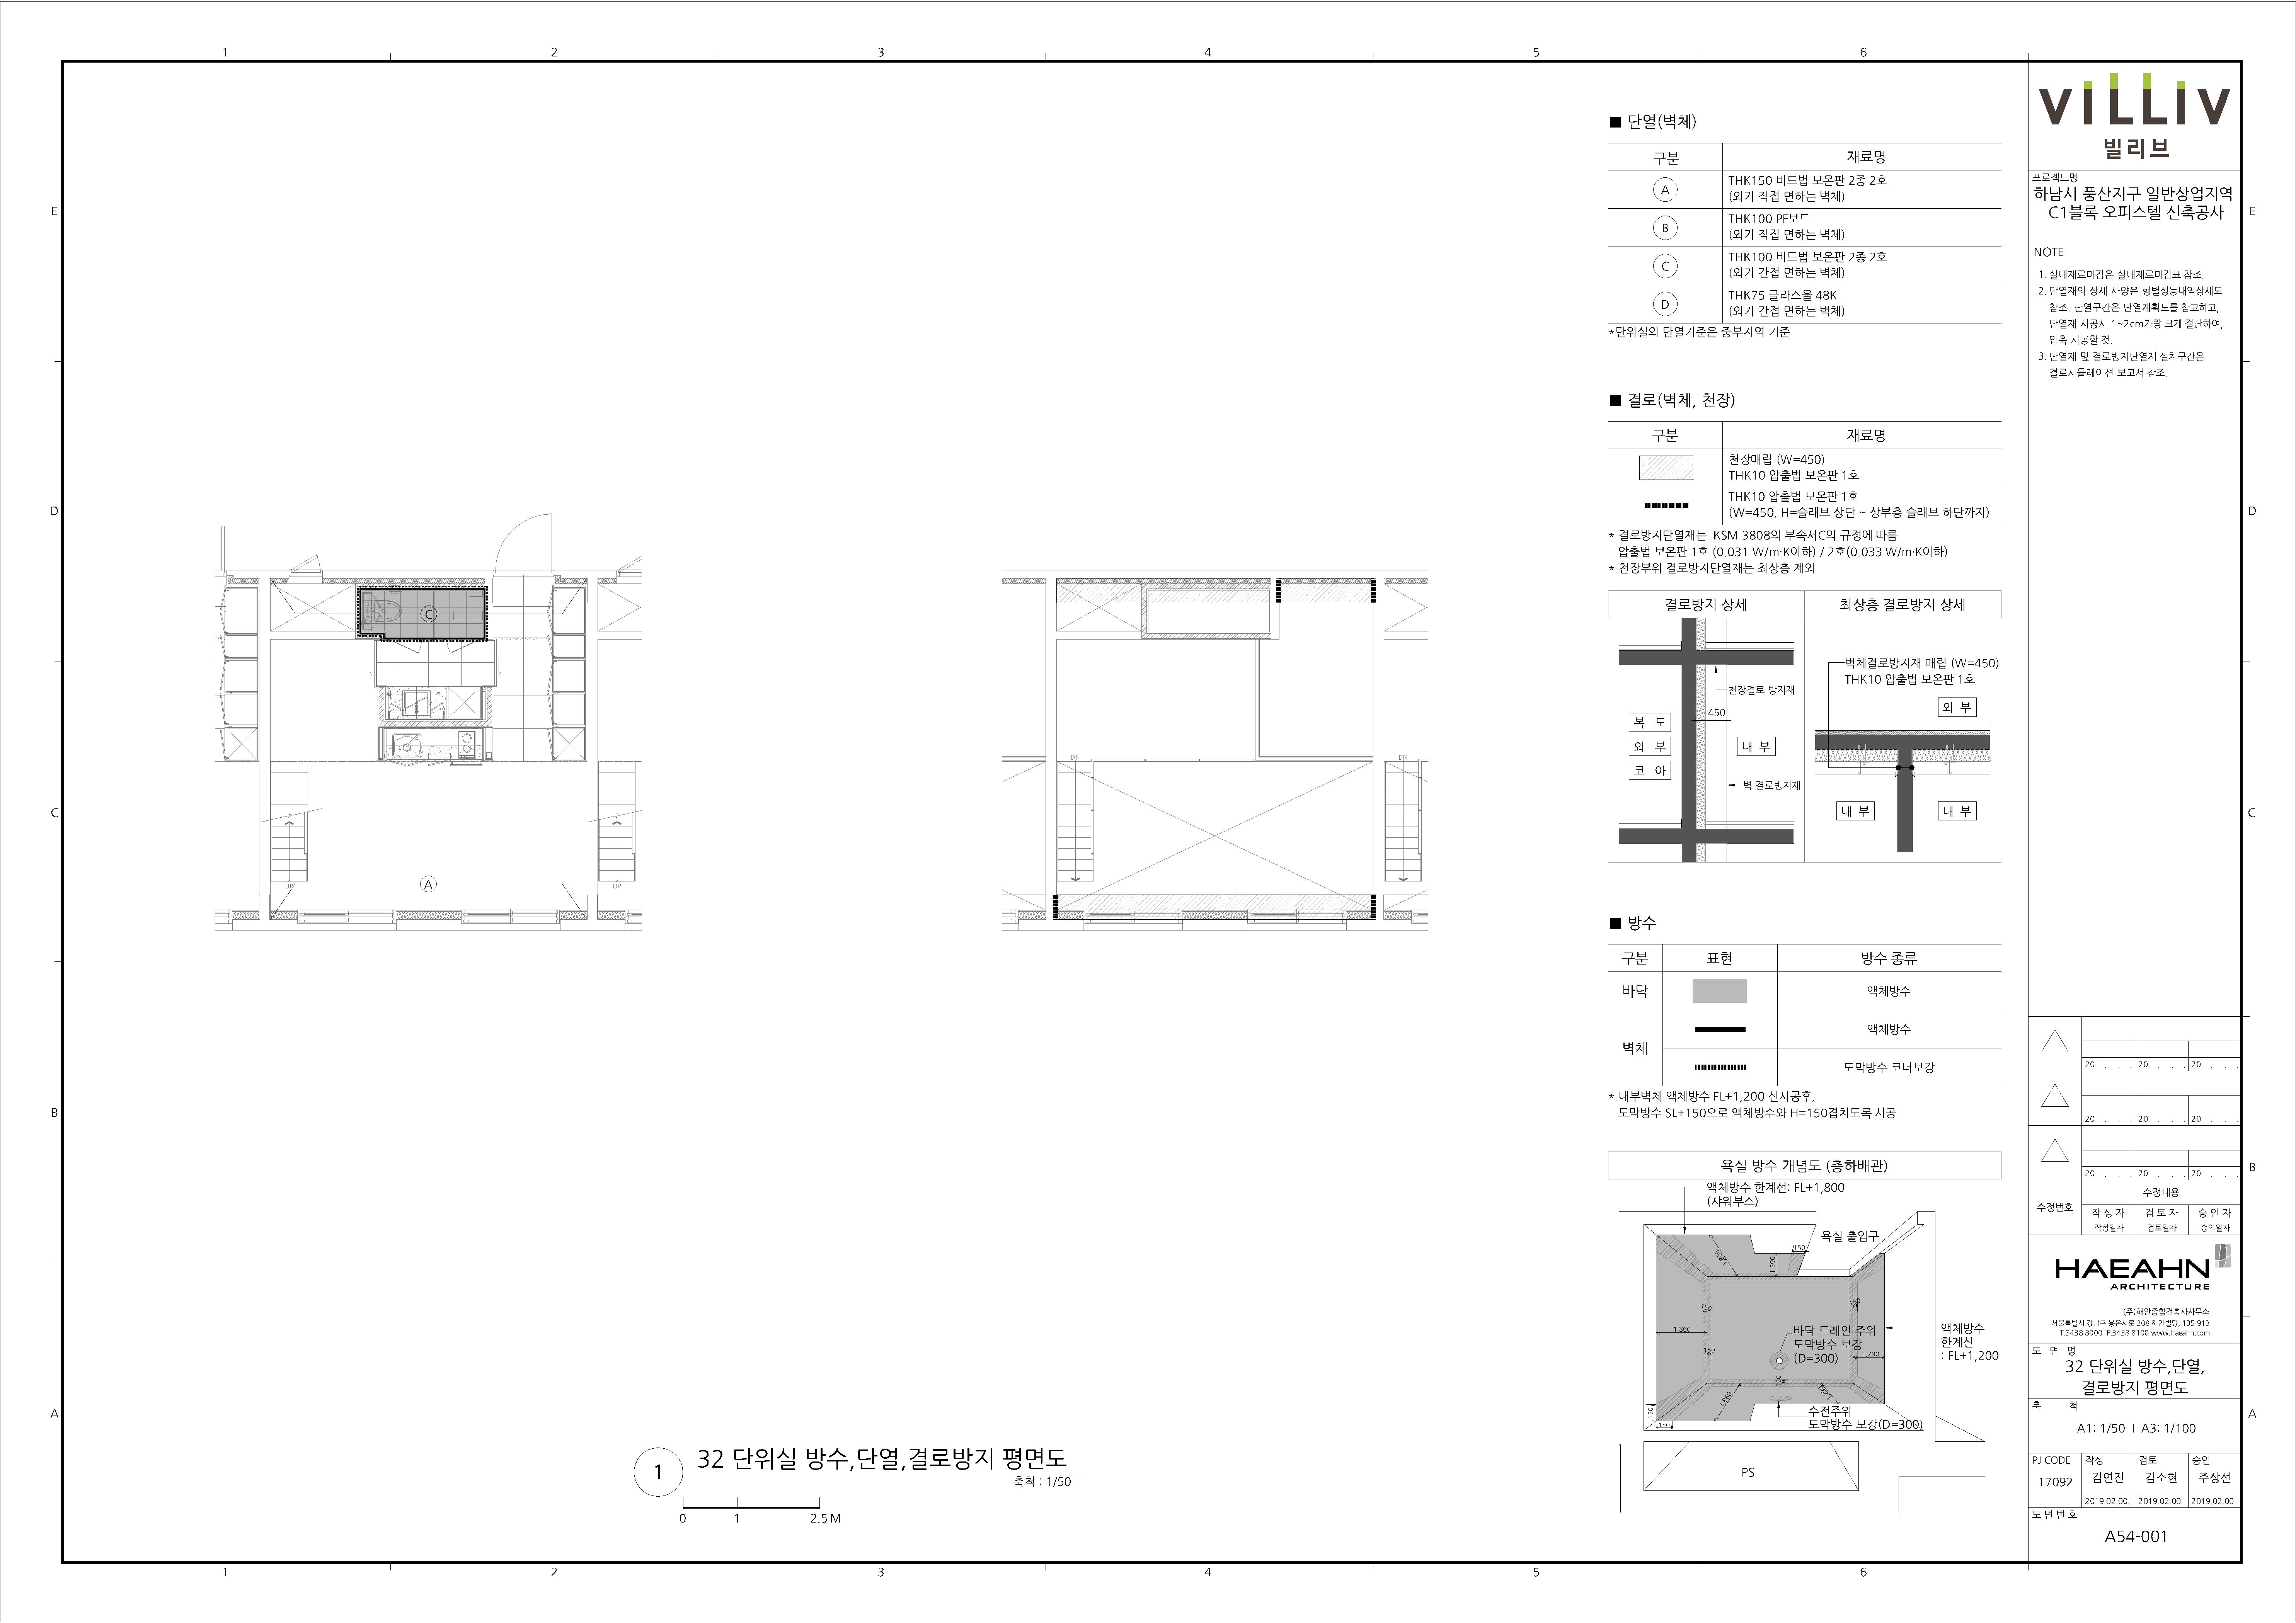 1 2 3 4 5 6
E
D
C
B
A
C
A
UP
UP
DN
DN
■ 단열(벽체)
구분 재료명
A THK150 비드법 보온판 2종 2호
(외기 직접 면하는 벽체)
B THK100 PF보드
(외기 직접 면하는 벽체)
C THK100 비드법 보온판 2종 2호
(외기 간접 면하는 벽체)
D THK75 글라스울 48K
(외기 간접 면하는 벽체)
*단위실의 단열기준은 중부지역 기준
■ 결로(벽체, 천장)
구분 재료명
천장매립 (W=450)
THK10 압출법 보온판 1호
THK10 압출법 보온판 1호
(W=450, H=슬래브 상단 ~ 상부층 슬래브 하단까지)
* 결로방지단열재는 KSM 3808의 부속서C의 규정에 따름
압출법 보온판 1호 (0.031 W/m·K이하) / 2호(0.033 W/m·K이하)
* 천장부위 결로방지단열재는 최상층 제외
결로방지 상세 최상층 결로방지 상세
천장결로 방지재
450
복 도
외 부
코 아
내 부
벽 결로방지재
벽체결로방지재 매립 (W=450)
THK10 압출법 보온판 1호
외 부
내 부 내 부
■ 방수
구분 표현 방수 종류
바닥 액체방수
벽체 액체방수
도막방수 코너보강
* 내부벽체 액체방수 FL+1,200 선시공후,
도막방수 SL+150으로 액체방수와 H=150겹치도록 시공
욕실 방수 개념도 (층하배관)
액체방수 한계선: FL+1,800
(샤워부스)
욕실 출입구
1,860
1,290
150
150
150
1,860
150
바닥 드레인 주위
도막방수 보강
(D=300)
1,290
액체방수
한계선
: FL+1,200
150
1,860
1,290
150
150
수전주위
도막방수 보강(D=300)
PS
1
32 단위실 방수,단열,결로방지 평면도
축척 : 1/50
0 1 2.5 M
VILLIV
빌리브
프로젝트명
하남시 풍산지구 일반상업지역
C1블록 오피스텔 신축공사
NOTE
1. 실내재료마감은 실내재료마감표 참조.
2. 단열재의 상세 사양은 형별성능내역상세도
참조. 단열구간은 단열계획도를 참고하고,
단열재 시공시 1~2cm가량 크게 절단하여,
압축 시공할 것.
3. 단열재 및 결로방지단열재 설치구간은
결로시뮬레이션 보고서 참조.
20 . . . 20 . . . 20 . . .
20 . . . 20 . . . 20 . . .
20 . . . 20 . . . 20 . . .
수정번호 수정내용
작 성 자 검 토 자 승 인 자
작성일자 검토일자 승인일자
HAEAHN
ARCHITECTURE
(주)해안종합건축사사무소
서울특별시 강남구 봉은사로 208 해안빌딩, 135-913
T.3438 8000 F.3438 8100 www.haeahn.com
도 면 명
32 단위실 방수,단열,
결로방지 평면도
축 척
A1: 1/50 I A3: 1/100
PJ CODE 작성 검토 승인
17092 김연진 김소현 주상선
2019.02.00. 2019.02.00. 2019.02.00.
도 면 번 호
A54-001
E
D
C
B
A
1 2 3 4 5 6